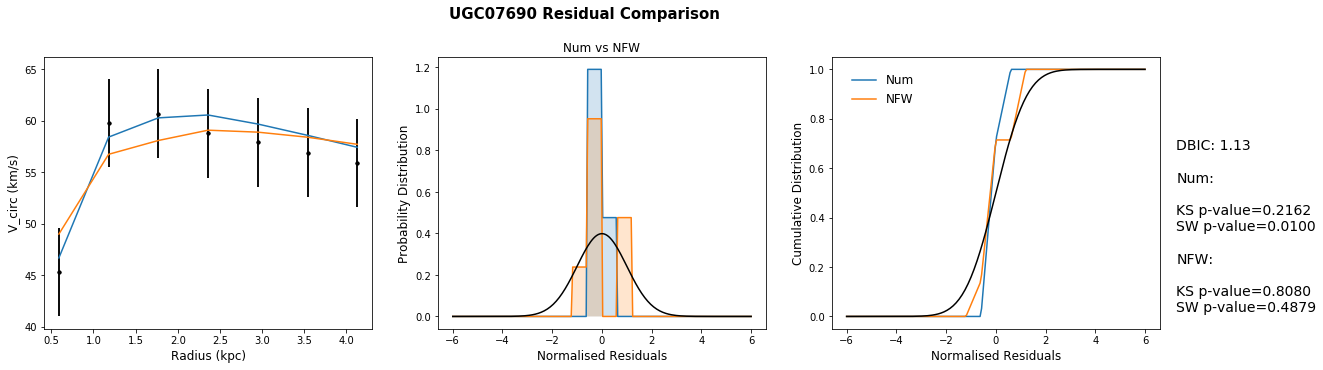 UGC07690 Residual Comparison
V_circ (km/s)
65
60
55
50
45
40
0.5 1.0 1.5 2.0 2.5 3.0 3.5 4.0
Radius (kpc)
Num vs NFW
Probability Distribution
1.2
1.0
0.8
0.6
0.4
0.2
0.0
−6 −4 −2 0 2 4 6
Normalised Residuals
Cumulative Distribution
1.0
0.8
0.6
0.4
0.2
0.0
Num
NFW
−6 −4 −2 0 2 4 6
Normalised Residuals
DBIC: 1.13
Num:
KS p-value=0.2162
SW p-value=0.0100
NFW:
KS p-value=0.8080
SW p-value=0.4879